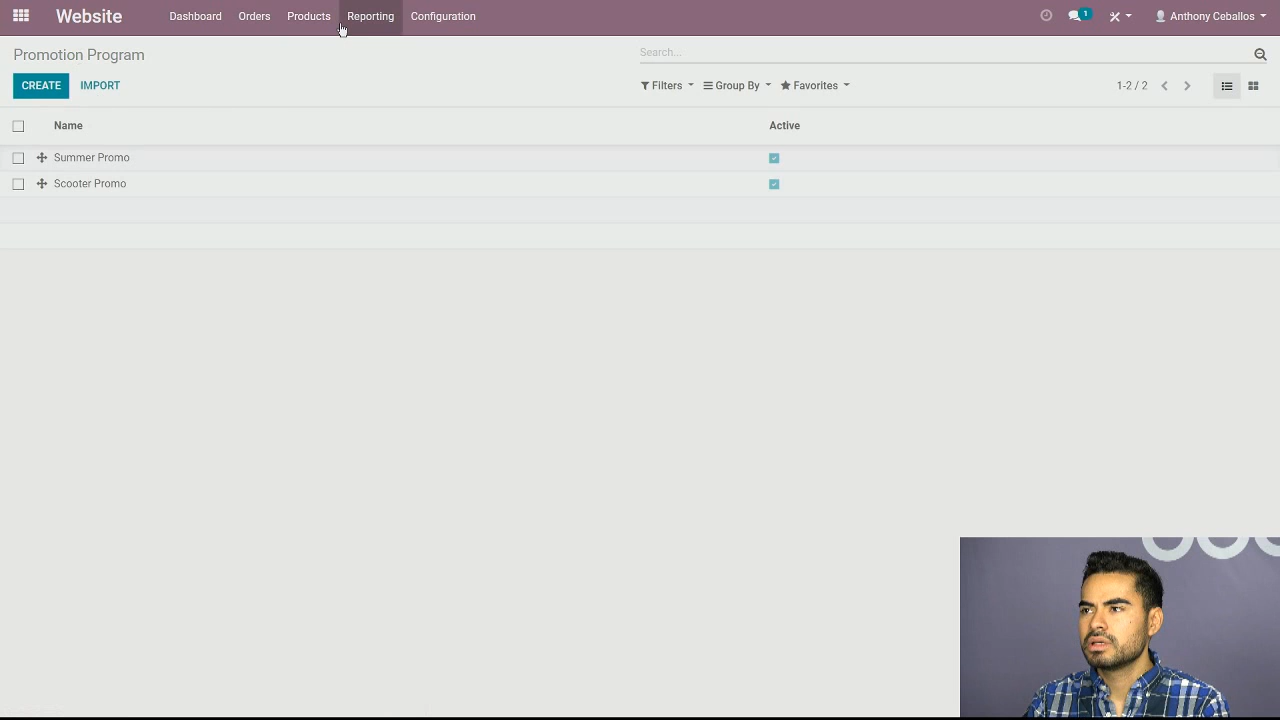 Website Dashboard Orders Products Reporting Configuration 1 Anthony Ceballos
Promotion Program
Search...
CREATE IMPORT Filters Group By Favorites 1-2 / 2
Name Active
Summer Promo
Scooter Promo